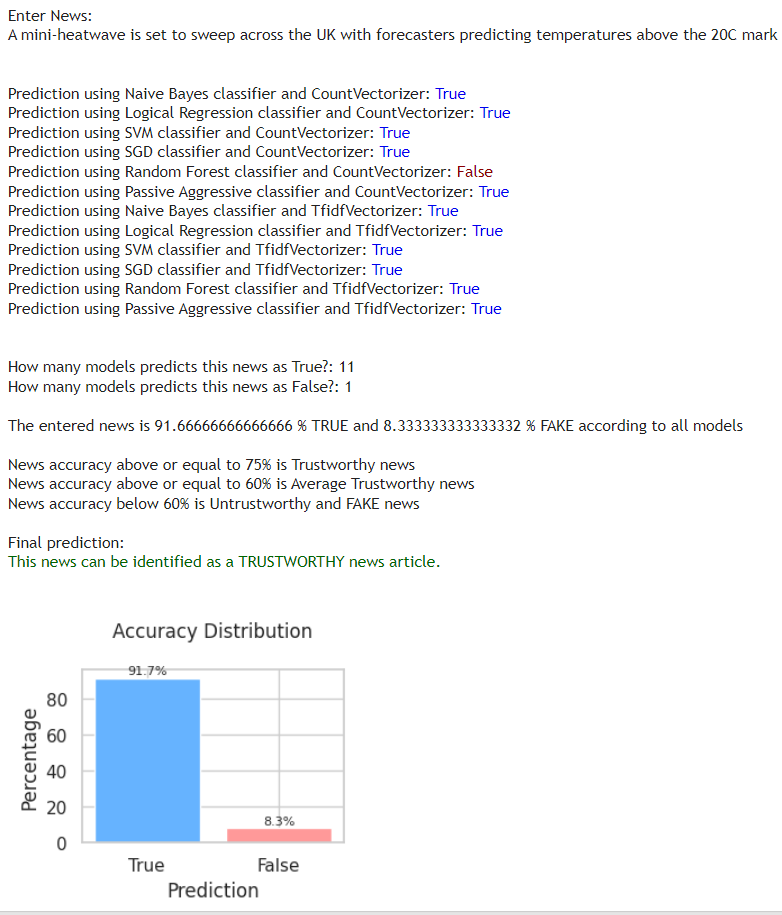 Enter News:
A mini-heatwave is set to sweep across the UK with forecasters predicting temperatures above the 20C mark
Prediction using Naive Bayes classifier and CountVectorizer: True
Prediction using Logical Regression classifier and CountVectorizer: True
Prediction using SVM classifier and CountVectorizer: True
Prediction using SGD classifier and CountVectorizer: True
Prediction using Random Forest classifier and CountVectorizer: False
Prediction using Passive Aggressive classifier and CountVectorizer: True
Prediction using Naive Bayes classifier and TfidfVectorizer: True
Prediction using Logical Regression classifier and TfidfVectorizer: True
Prediction using SVM classifier and TfidfVectorizer: True
Prediction using SGD classifier and TfidfVectorizer: True
Prediction using Random Forest classifier and TfidfVectorizer: True
Prediction using Passive Aggressive classifier and TfidfVectorizer: True
How many models predicts this news as True?: 11
How many models predicts this news as False?: 1
The entered news is 91.66666666666666 % TRUE and 8.333333333333332 % FAKE according to all models
News accuracy above or equal to 75% is Trustworthy news
News accuracy above or equal to 60% is Average Trustworthy news
News accuracy below 60% is Untrustworthy and FAKE news
Final prediction:
This news can be identified as a TRUSTWORTHY news article.
Accuracy Distribution
91.7%
80
60
40
20
0
Percentage
8.3%
True
False
Prediction